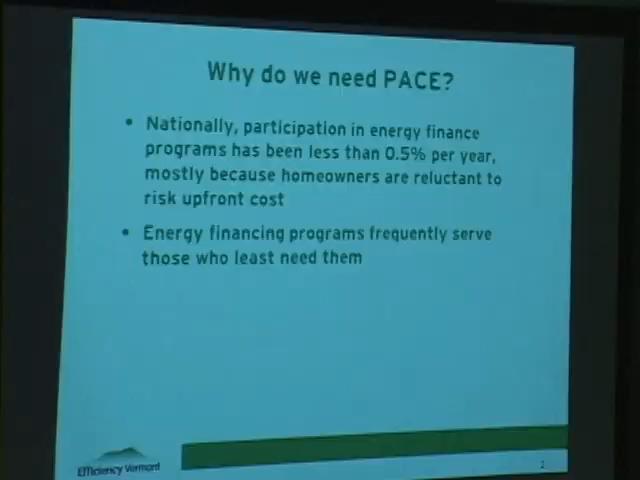 Why do we need PACE?
• Nationally, participation in energy finance
programs has been less than 0.5% per year,
mostly because homeowners are reluctant to
risk upfront cost
• Energy financing programs frequently serve
those who least need them
Efficiency Vermont
2